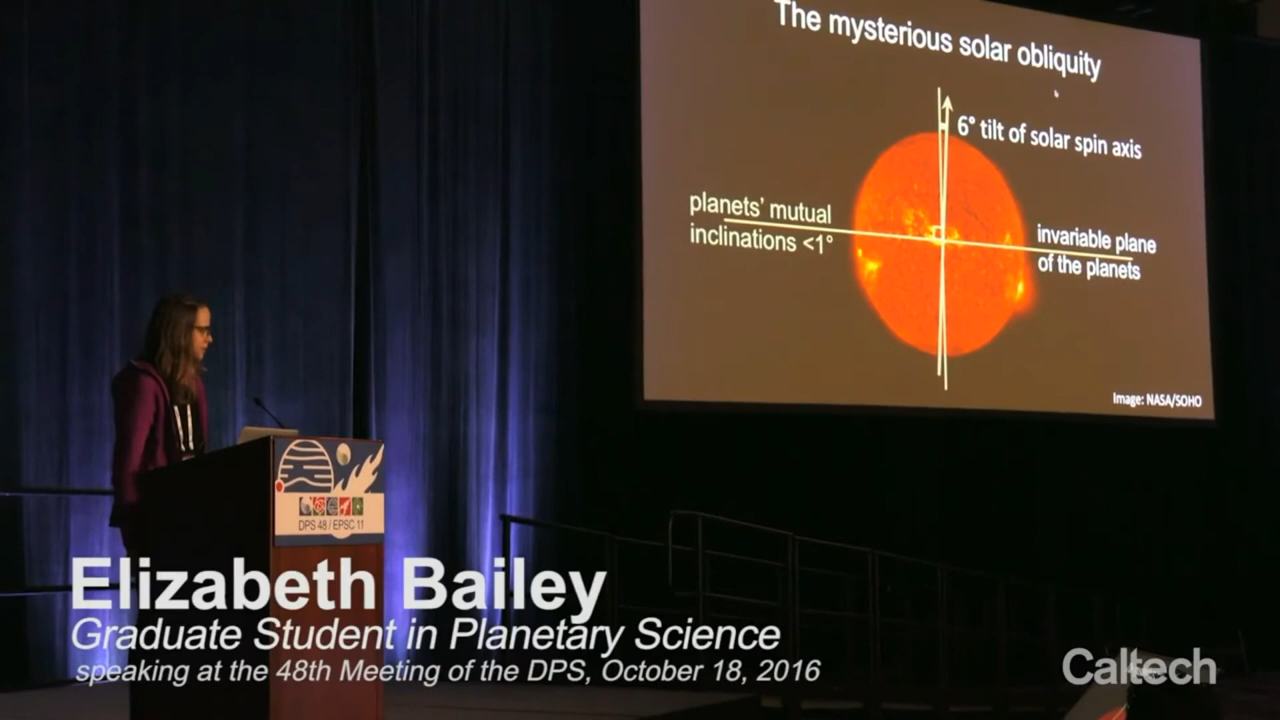 The mysterious solar obliquity
6° tilt of solar spin axis
planets' mutual
inclinations <1°
invariable plane
of the planets
Image: NASA/SOHO
DPS 48 / EPSC 11
Elizabeth Bailey
Graduate Student in Planetary Science
speaking at the 48th Meeting of the DPS, October 18, 2016
Caltech